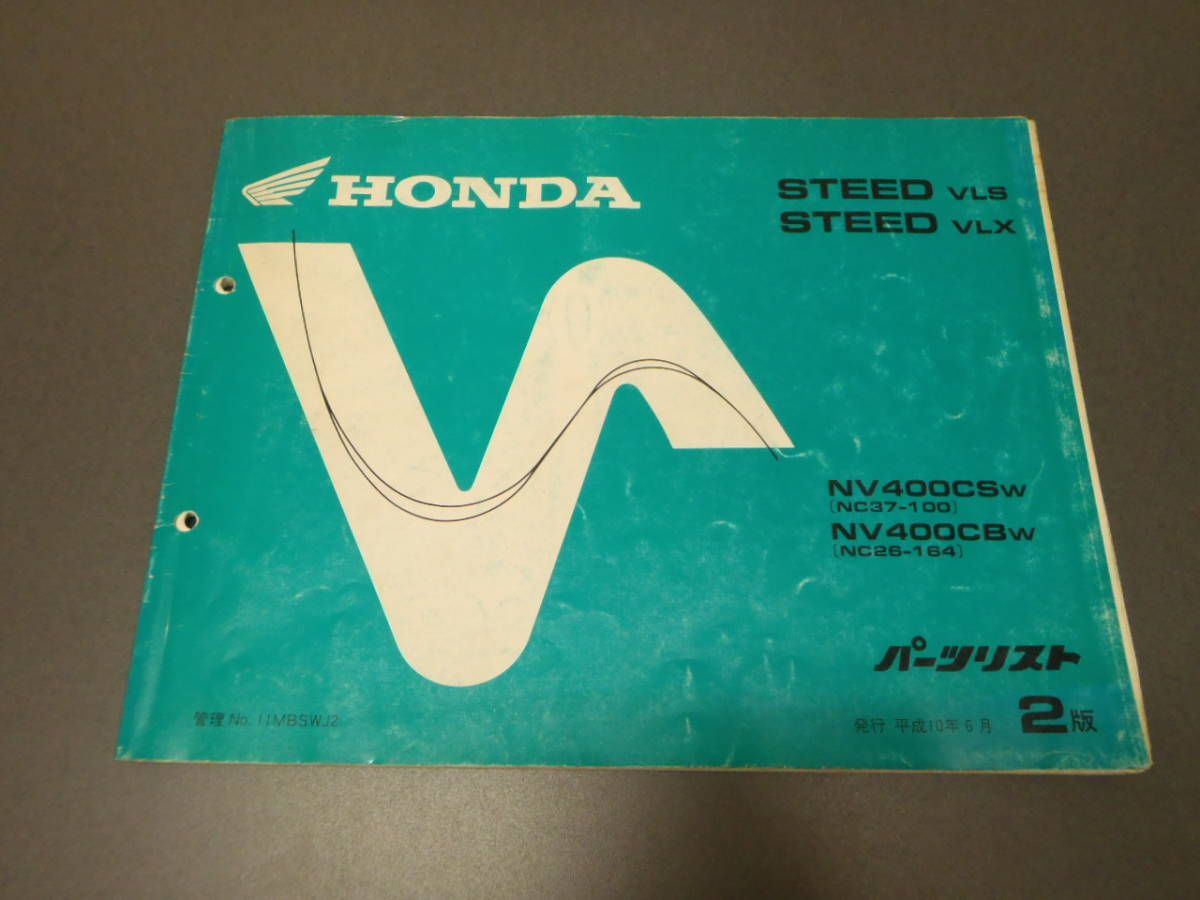 HONDA
STEED VLS
STEED VLX
NV400CSW
(NC37-100)
NV400CBW
(NC26-164)
パーツリスト
管理 No. 11MBSWJ2
発行 平成10年6月 2版